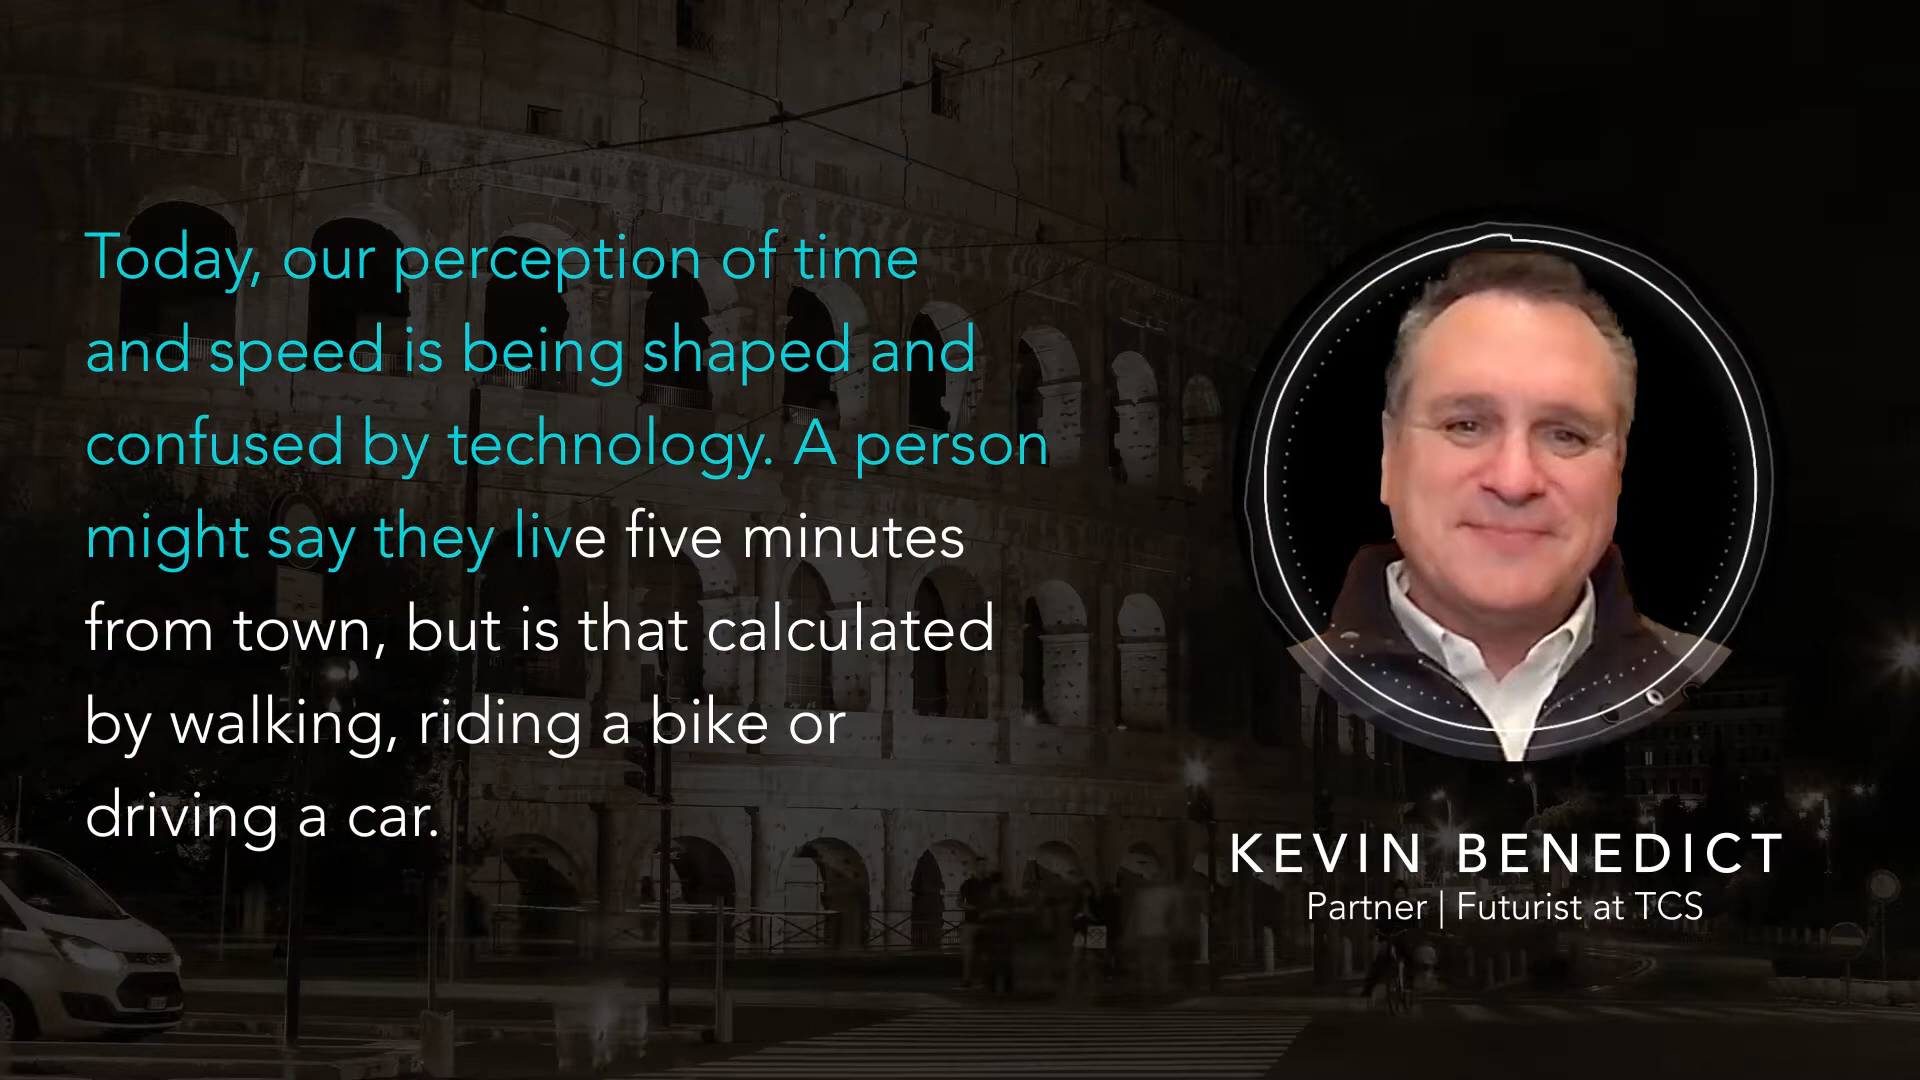 Today, our perception of time
and speed is being shaped and
confused by technology. A person
might say they live five minutes
from town, but is that calculated
by walking, riding a bike or
driving a car.
KEVIN BENEDICT
Partner | Futurist at TCS